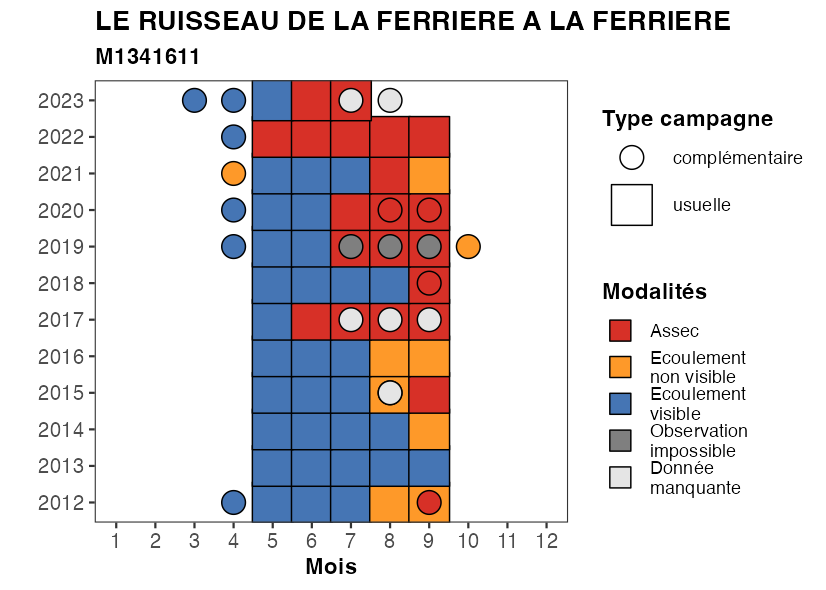 LE RUISSEAU DE LA FERRIERE A LA FERRIERE
M1341611
2023
2022
2021
2020
2019
2018
2017
2016
2015
2014
2013
2012
1 2 3 4 5 6 7 8 9 10 11 12
Mois
Type campagne
complémentaire
usuelle
Modalités
Assec
Ecoulement
non visible
Ecoulement
visible
Observation
impossible
Donnée
manquante